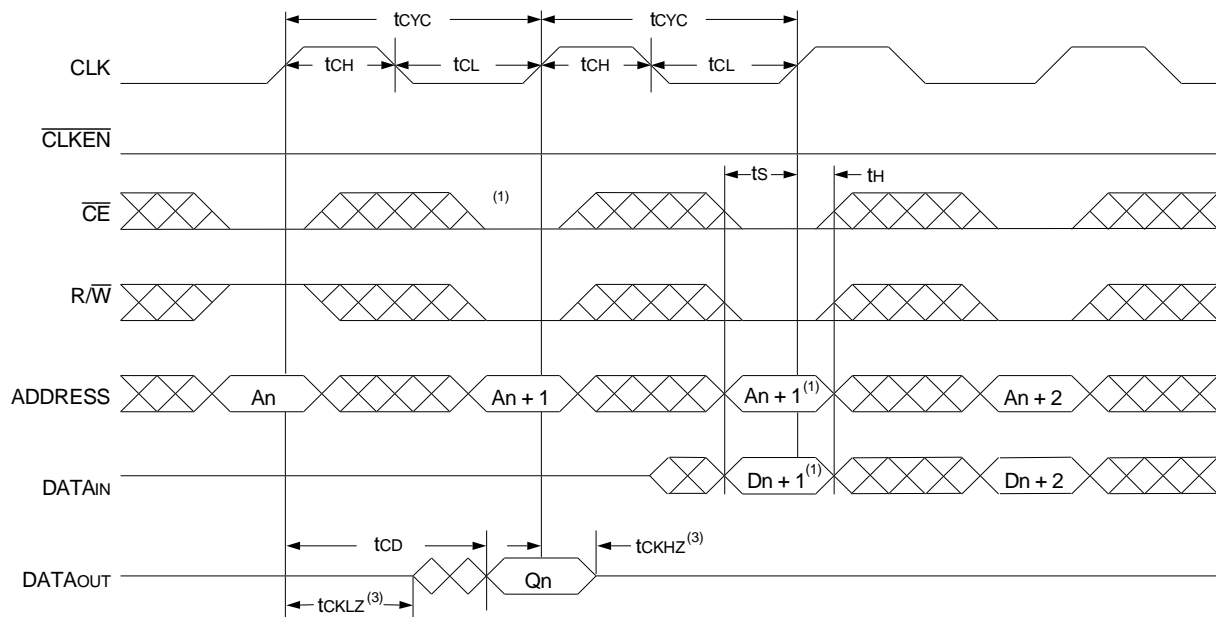 tCYC tCYC
CLK tCH tCL tCH tCL
CLKEN
tS tH
CE (1)
R/W
ADDRESS An An + 1 An + 1(1) An + 2
DATAIN Dn + 1(1) Dn + 2
tCD tCKHZ(3)
DATAOUT Qn
tCKLZ(3)